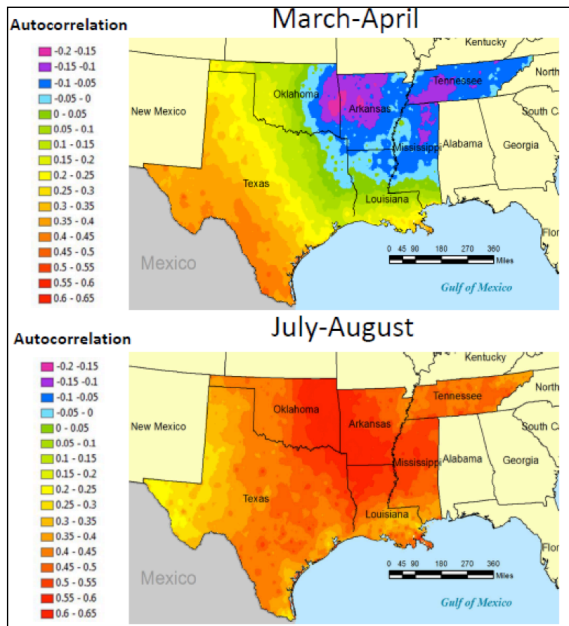 March-April
Autocorrelation
-0.2 -0.15
-0.15 -0.1
-0.1 -0.05
-0.05 - 0
0 - 0.05
0.05 - 0.1
0.1 - 0.15
0.15 - 0.2
0.2 - 0.25
0.25 - 0.3
0.3 - 0.35
0.35 - 0.4
0.4 - 0.45
0.45 - 0.5
0.5 - 0.55
0.55 - 0.6
0.6 - 0.65
Kentucky
North
Tennessee
Oklahoma
Arkansas
New Mexico
South Ca
Mississippi
Alabama
Georgia
Texas
Louisiana
Flor
Mexico
0 45 90 180 270 360
Miles
Gulf of Mexico
July-August
Autocorrelation
-0.2 -0.15
-0.15 -0.1
-0.1 -0.05
-0.05 - 0
0 - 0.05
0.05 - 0.1
0.1 - 0.15
0.15 - 0.2
0.2 - 0.25
0.25 - 0.3
0.3 - 0.35
0.35 - 0.4
0.4 - 0.45
0.45 - 0.5
0.5 - 0.55
0.55 - 0.6
0.6 - 0.65
Kentucky
North
Tennessee
Oklahoma
Arkansas
New Mexico
South Ca
Mississippi
Alabama
Georgia
Texas
Louisiana
Flo
Mexico
0 45 90 180 270 360
Miles
Gulf of Mexico